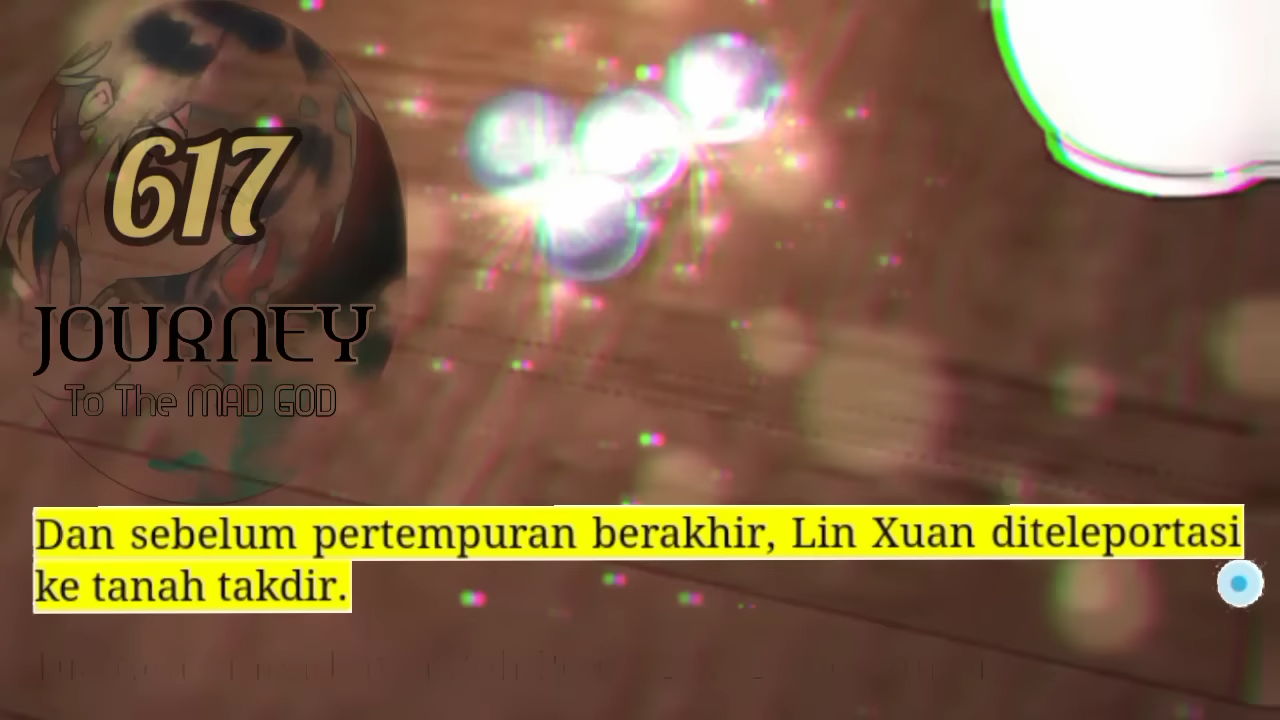 617
JOURNEY
To The MAD GOD
Dan sebelum pertempuran berakhir, Lin Xuan diteleportasi
ke tanah takdir.